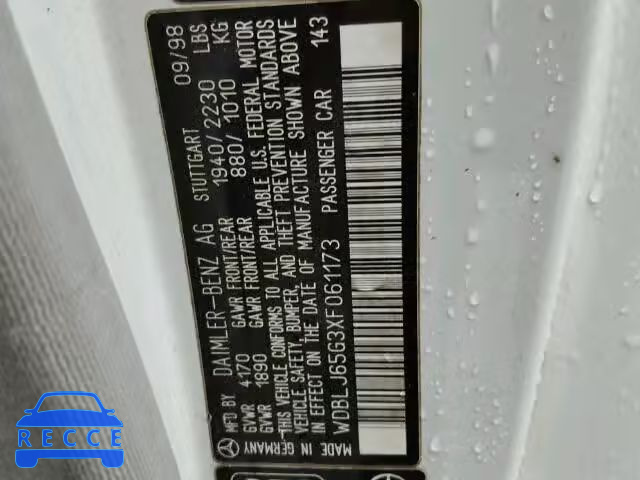 MFD BY DAIMLER-BENZ AG STUTTGART 09/98
GVWR 4170 GAWR FRONT/REAR 1940/2230 LBS
GVWR 1890 GAWR FRONT/REAR 880/1010 KG
THIS VEHICLE CONFORMS TO ALL APPLICABLE U.S. FEDERAL MOTOR
VEHICLE SAFETY, BUMPER, AND THEFT PREVENTION STANDARDS
IN EFFECT ON THE DATE OF MANUFACTURE SHOWN ABOVE
WDBLJ65G3XF061173 PASSENGER CAR 143
MADE IN
GERMANY